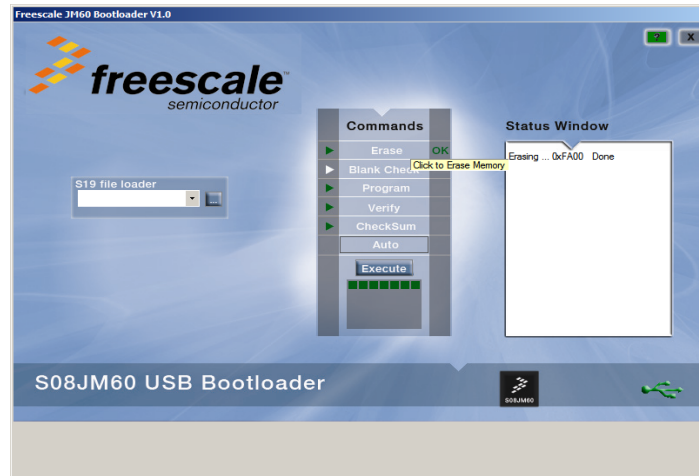 Freescale JM60 Bootloader V1.0
? X
freescale™
semiconductor
Commands
Status Window
Erase OK
Click to Erase Memory
Erasing ... 0xFA00 Done
Blank Check
S19 file loader
...
Program
Verify
CheckSum
Auto
Execute
S08JM60 USB Bootloader
S08JM60